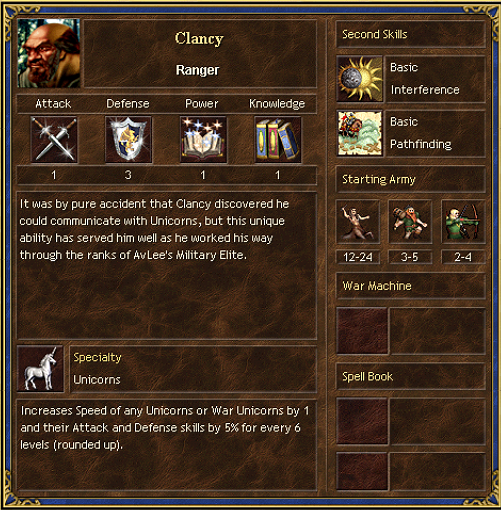 Clancy
Ranger
Attack Defense Power Knowledge
1 3 1 1
It was by pure accident that Clancy discovered he
could communicate with Unicorns, but this unique
ability has served him well as he worked his way
through the ranks of AvLee's Military Elite.
Specialty
Unicorns
Increases Speed of any Unicorns or War Unicorns by 1
and their Attack and Defense skills by 5% for every 6
levels (rounded up).
Second Skills
Basic
Interference
Basic
Pathfinding
Starting Army
12-24 3-5 2-4
War Machine
Spell Book